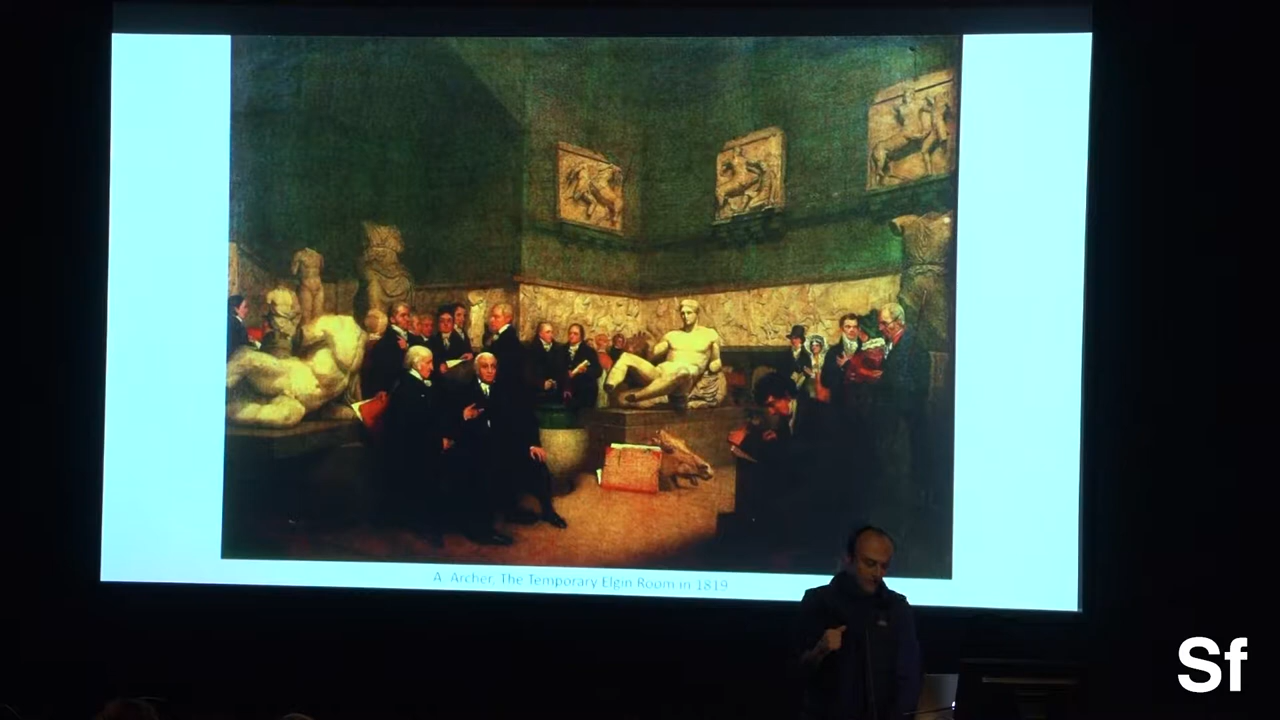 A. Archer, The Temporary Elgin Room in 1819
Sf